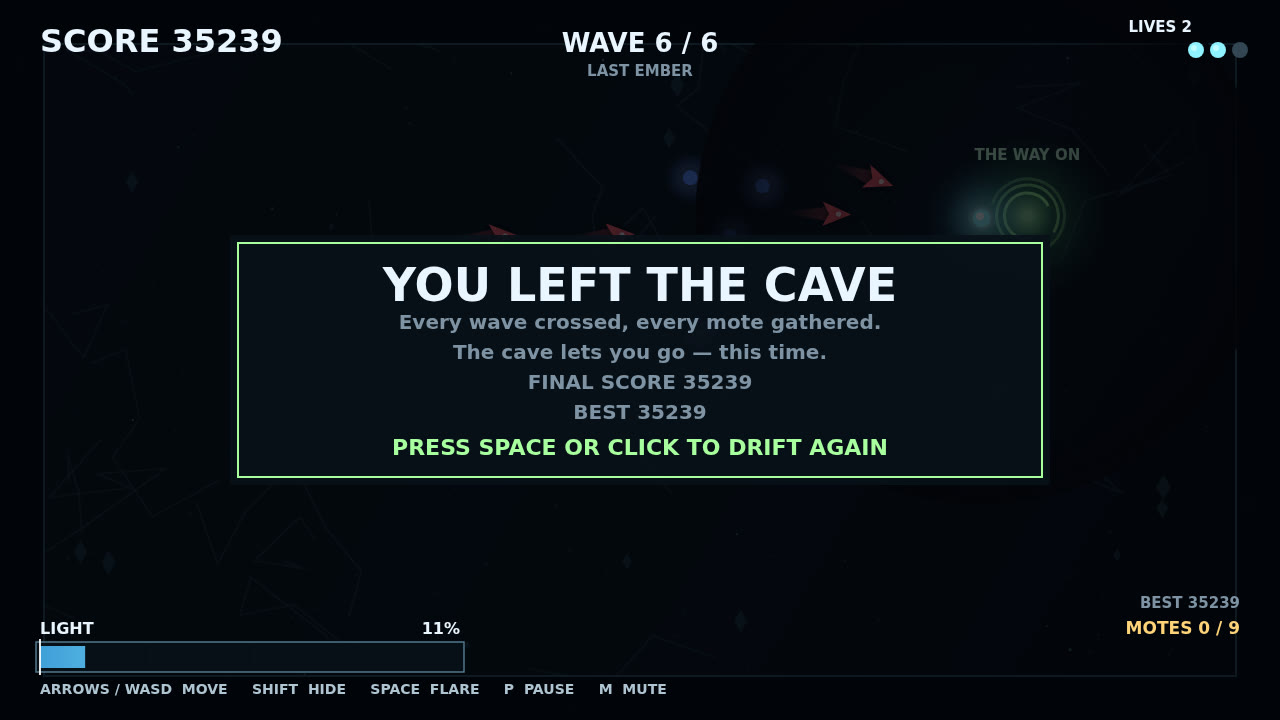 SCORE 35239
WAVE 6 / 6
LAST EMBER
LIVES 2
THE WAY ON
YOU LEFT THE CAVE
Every wave crossed, every mote gathered.
The cave lets you go — this time.
FINAL SCORE 35239
BEST 35239
PRESS SPACE OR CLICK TO DRIFT AGAIN
BEST 35239
MOTES 0 / 9
LIGHT 11%
ARROWS / WASD MOVE SHIFT HIDE SPACE FLARE P PAUSE M MUTE